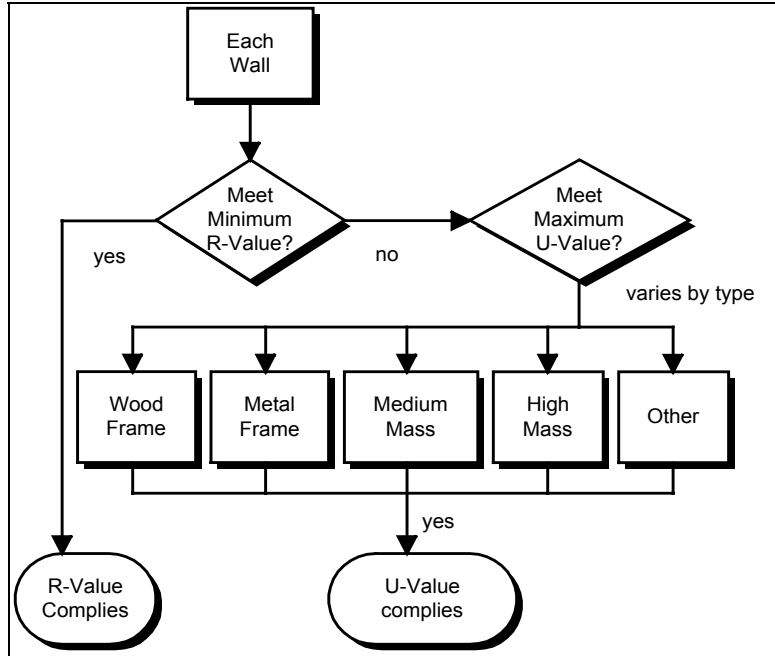 Each
Wall
Meet
Minimum
R-Value?
Meet
Maximum
U-Value?
yes
no
varies by type
Wood
Frame
Metal
Frame
Medium
Mass
High
Mass
Other
yes
R-Value
Complies
U-Value
complies